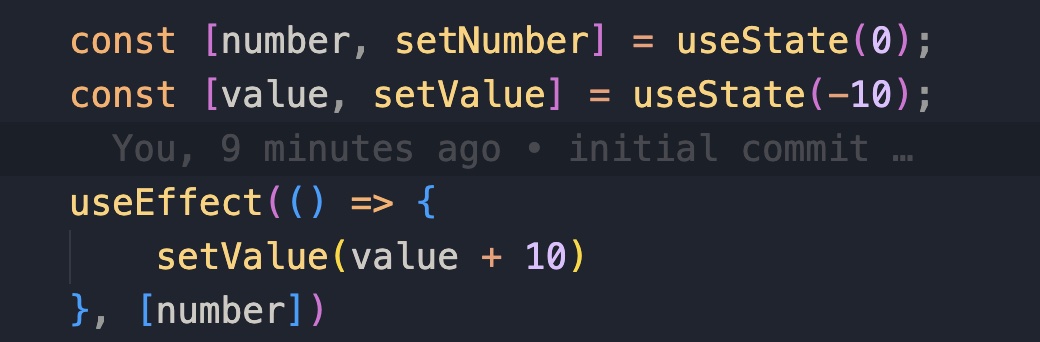 const [number, setNumber] = useState(0);
const [value, setValue] = useState(-10);
You, 9 minutes ago • initial commit …
useEffect(() => {
setValue(value + 10)
}, [number])